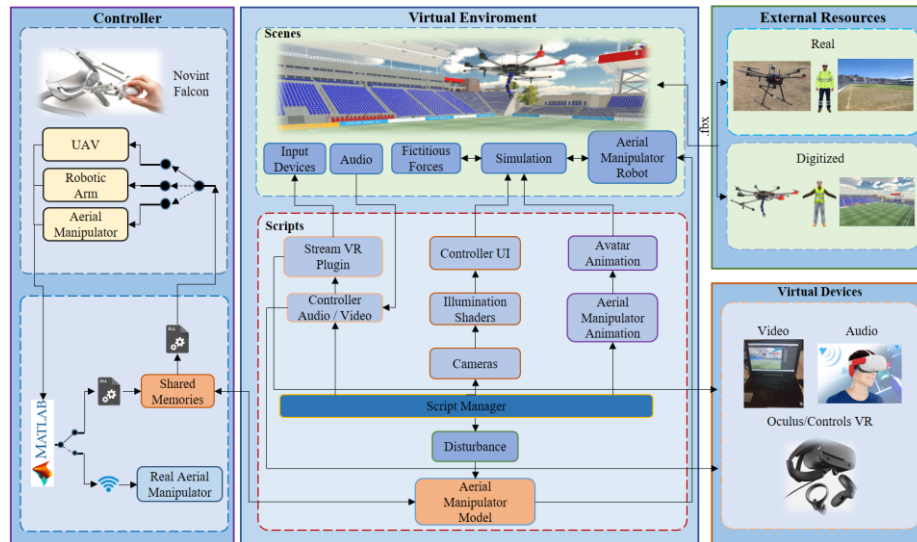 Controller
Novint
Falcon
UAV
Robotic
Arm
Aerial
Manipulator
MATLAB
Shared
Memories
Real Aerial
Manipulator
Virtual Enviroment
Scenes
Input
Devices
Audio
Fictitious
Forces
Simulation
Aerial
Manipulator
Robot
Scripts
Stream VR
Plugin
Controller
Audio / Video
Controller UI
Illumination
Shaders
Cameras
Avatar
Animation
Aerial
Manipulator
Animation
Script Manager
Disturbance
Aerial
Manipulator
Model
.fbx
External Resources
Real
Digitized
Virtual Devices
Video
Audio
Oculus/Controls VR